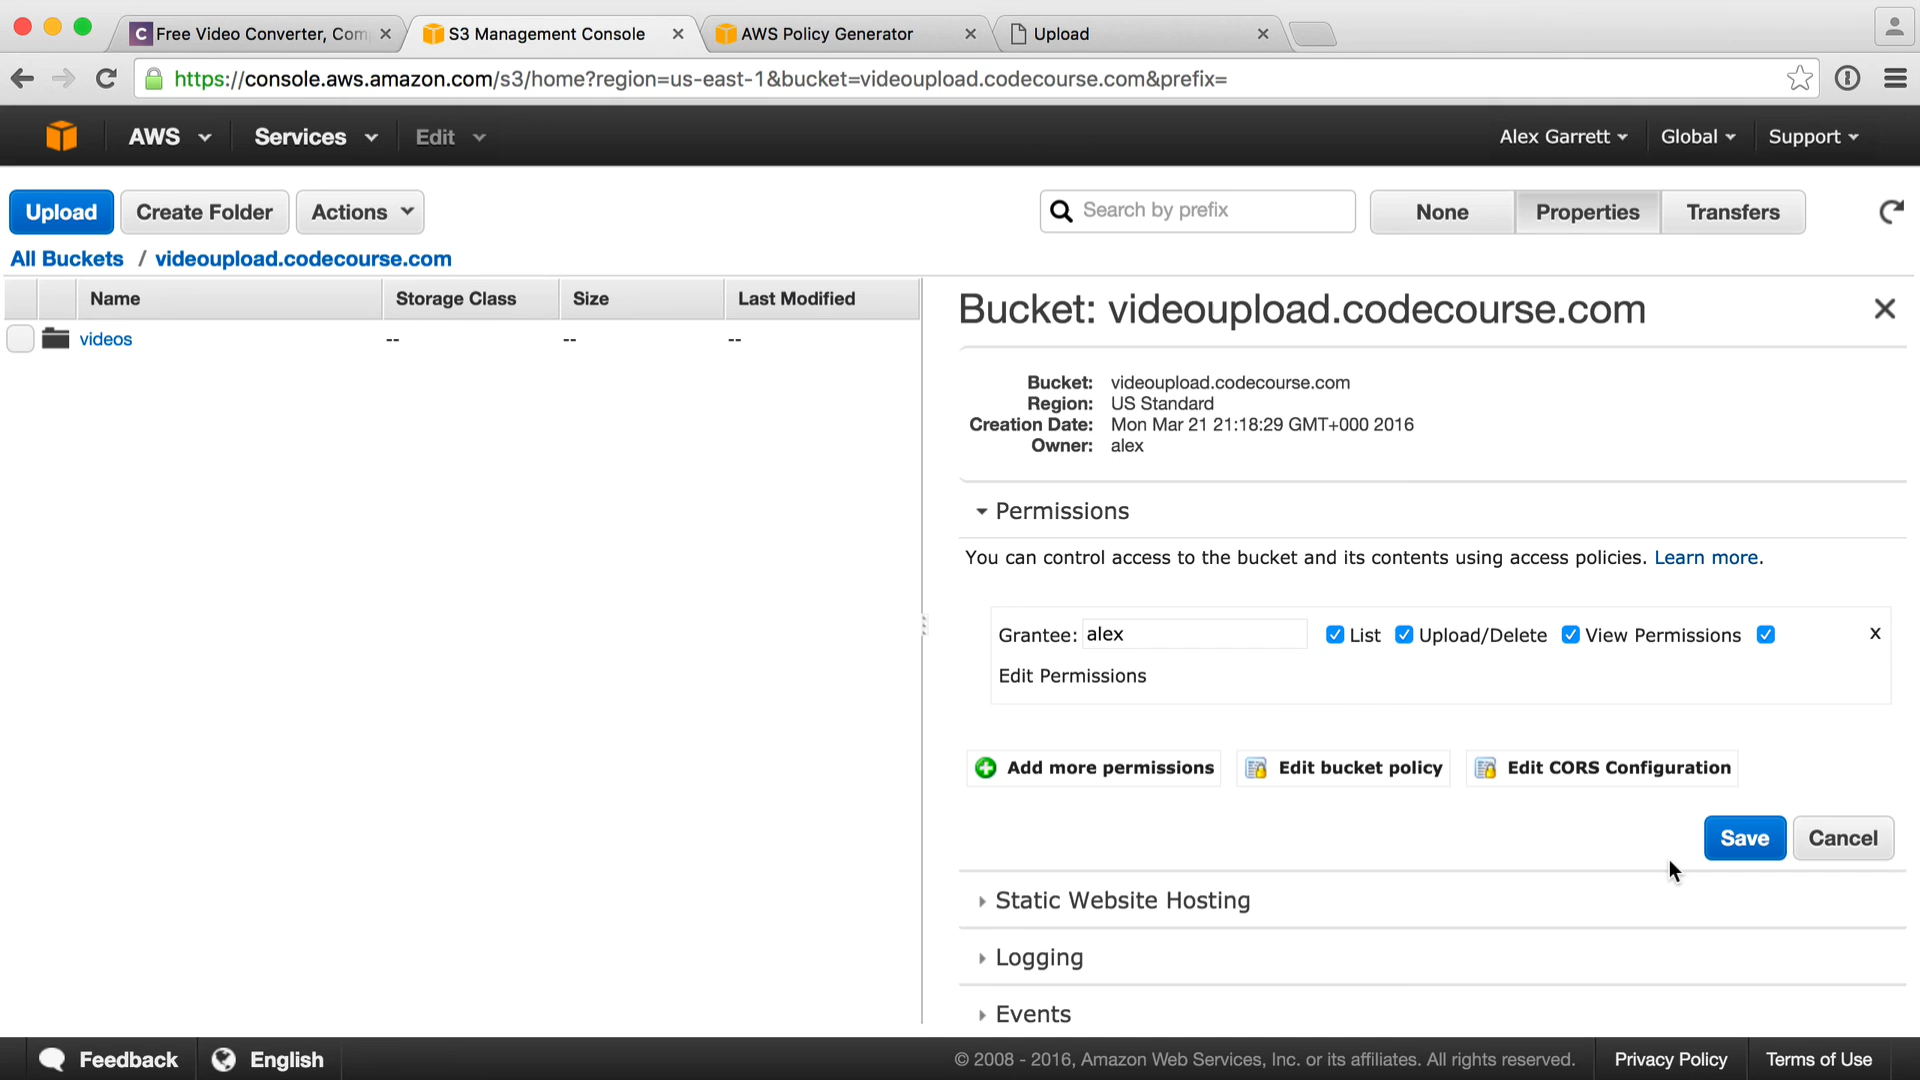 C Free Video Converter, Com
S3 Management Console
AWS Policy Generator
Upload
https://console.aws.amazon.com/s3/home?region=us-east-1&bucket=videoupload.codecourse.com&prefix=
AWS
Services
Edit
Alex Garrett
Global
Support
Upload
Create Folder
Actions
Search by prefix
None
Properties
Transfers
All Buckets / videoupload.codecourse.com
Name
Storage Class
Size
Last Modified
videos
--
--
--
Bucket: videoupload.codecourse.com
Bucket: videoupload.codecourse.com
Region: US Standard
Creation Date: Mon Mar 21 21:18:29 GMT+000 2016
Owner: alex
Permissions
You can control access to the bucket and its contents using access policies. Learn more.
Grantee: alex List Upload/Delete View Permissions x
Edit Permissions
Add more permissions
Edit bucket policy
Edit CORS Configuration
Save
Cancel
Static Website Hosting
Logging
Events
Feedback
English
© 2008 - 2016, Amazon Web Services, Inc. or its affiliates. All rights reserved.
Privacy Policy
Terms of Use